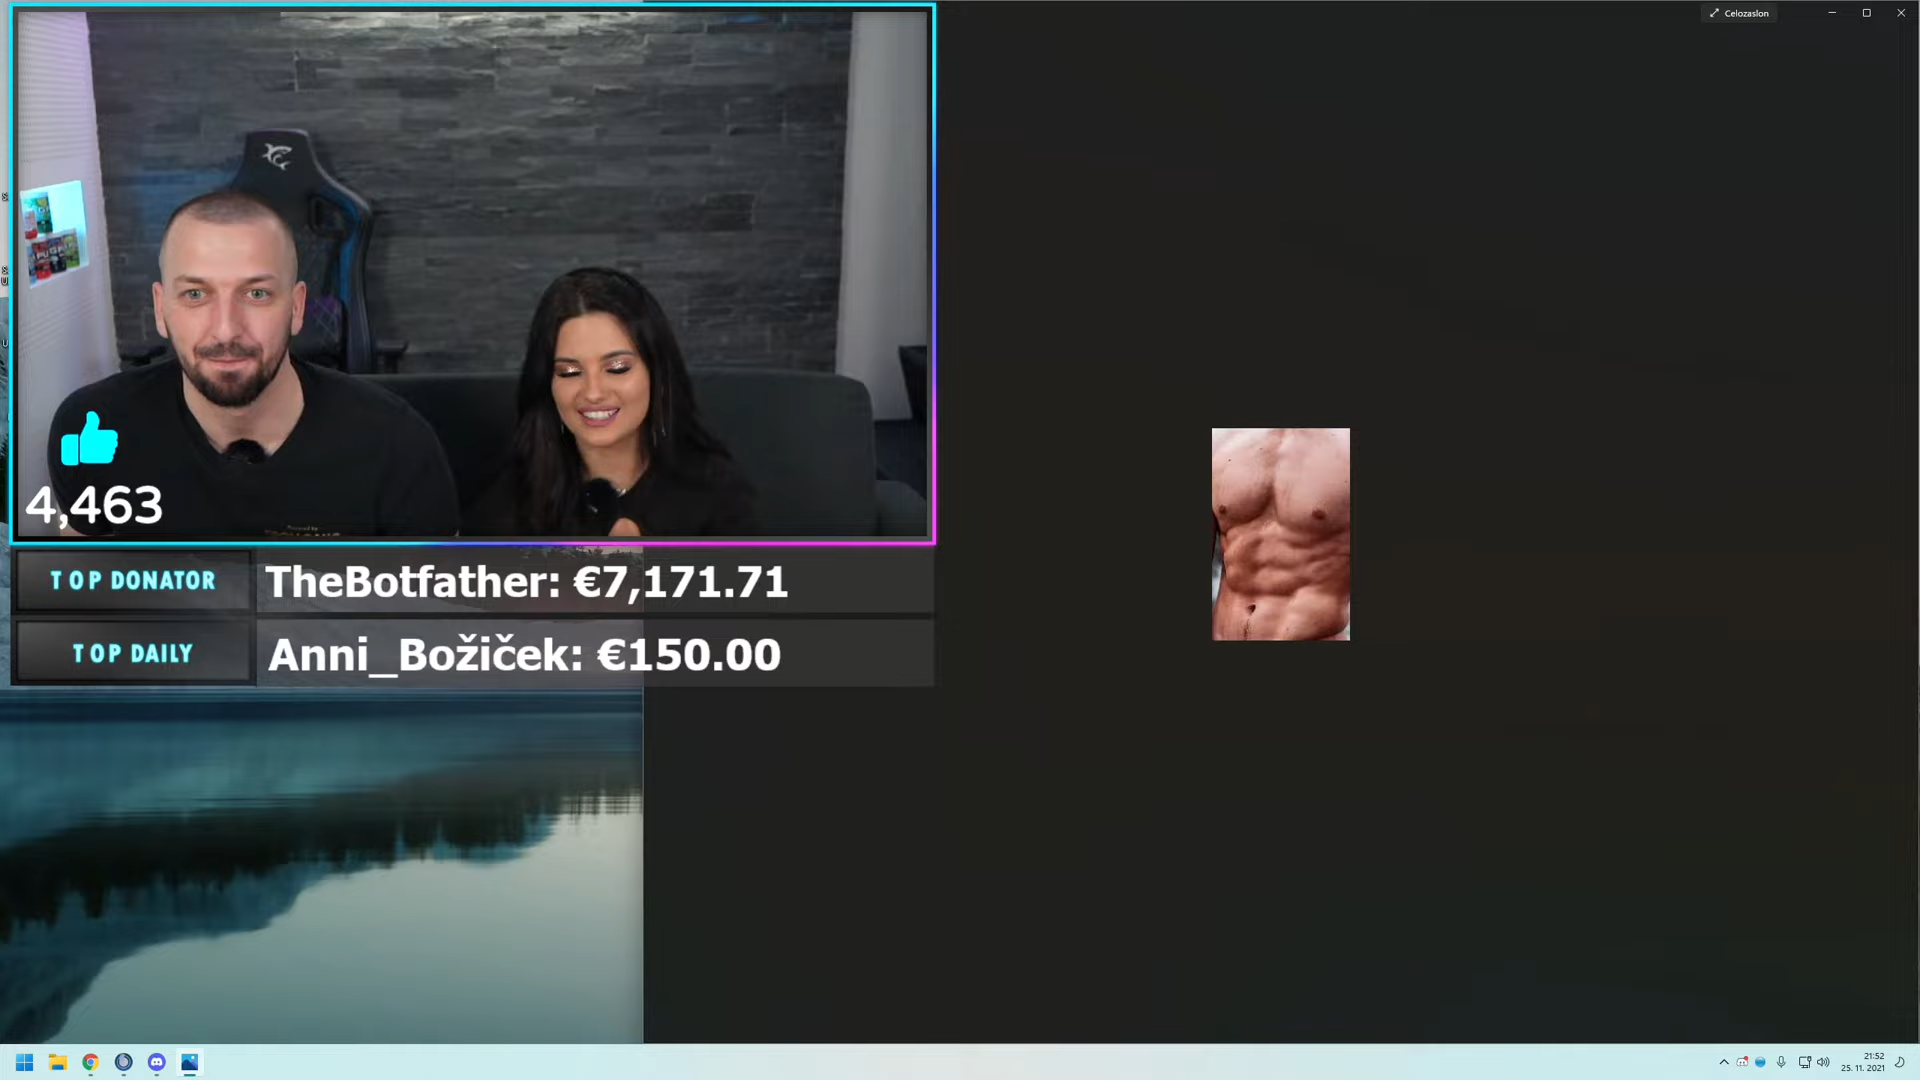 Celozaslon
4,463
TOP DONATOR
TheBotfather: €7,171.71
TOP DAILY
Anni_Božiček: €150.00
21:52
25. 11. 2021